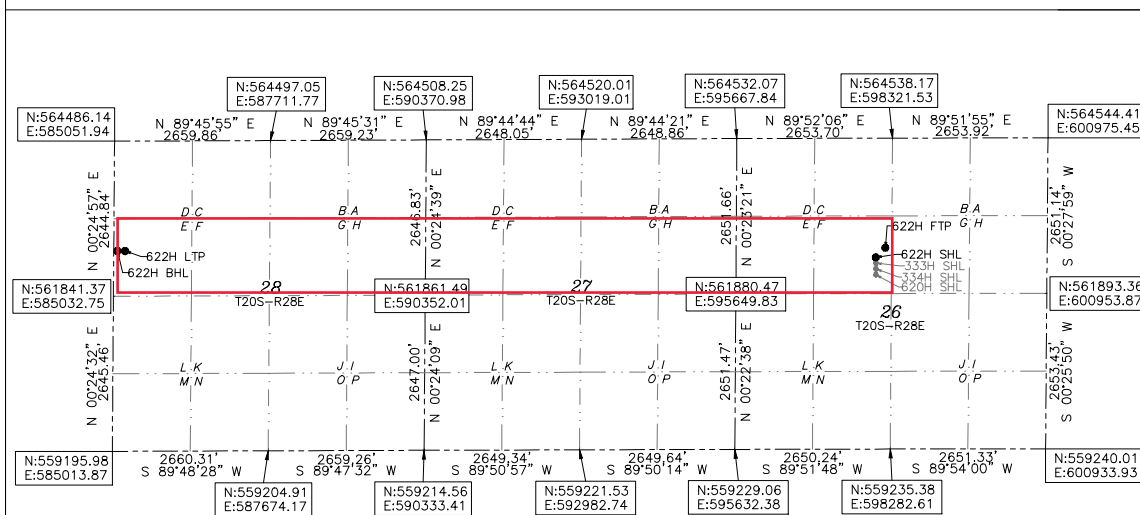 N:564497.05
E:587711.77
N:564508.25
E:590370.98
N:564520.01
E:593019.01
N:564532.07
E:595667.84
N:564538.17
E:598321.53
N:564486.14
E:585051.94
N:564544.41
E:600975.45
N 89°45'55" E
2659.86'
N 89°45'31" E
2659.23'
N 89°44'44" E
2648.05'
N 89°44'21" E
2648.86'
N 89°52'06" E
2653.70'
N 89°51'55" E
2653.92'
N 00°24'57" E
2644.84'
2646.83'
N 00°24'39" E
2651.66'
N 00°23'21" E
2651.14'
S 00°27'59" W
D C
E F
B A
G H
D C
E F
B A
G H
D C
E F
B A
G H
622H FTP
622H LTP
622H BHL
622H SHL
333H SHL
334H SHL
620H SHL
N:561841.37
E:585032.75
28
T20S-R28E
N:561861.49
E:590352.01
27
T20S-R28E
N:561880.47
E:595649.83
26
T20S-R28E
N:561893.36
E:600953.87
N 00°24'32" E
2645.46'
2647.00'
N 00°24'09" E
2651.47'
N 00°22'38" E
2653.43'
S 00°25'50" W
L K
M N
J I
O P
L K
M N
J I
O P
L K
M N
J I
O P
N:559195.98
E:585013.87
2660.31'
S 89°48'28" W
2659.26'
S 89°47'32" W
2649.34'
S 89°50'57" W
2649.64'
S 89°50'14" W
2650.24'
S 89°51'48" W
2651.33'
S 89°54'00" W
N:559240.01
E:600933.93
N:559204.91
E:587674.17
N:559214.56
E:590333.41
N:559221.53
E:592982.74
N:559229.06
E:595632.38
N:559235.38
E:598282.61